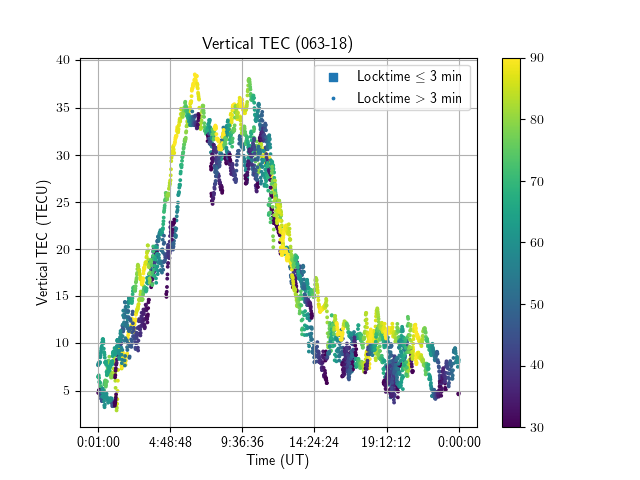 Vertical TEC (063-18)
Locktime ≤ 3 min
Locktime > 3 min
Vertical TEC (TECU)
40
35
30
25
20
15
10
5
0:01:00 4:48:48 9:36:36 14:24:24 19:12:12 0:00:00
Time (UT)
90
80
70
60
50
40
30